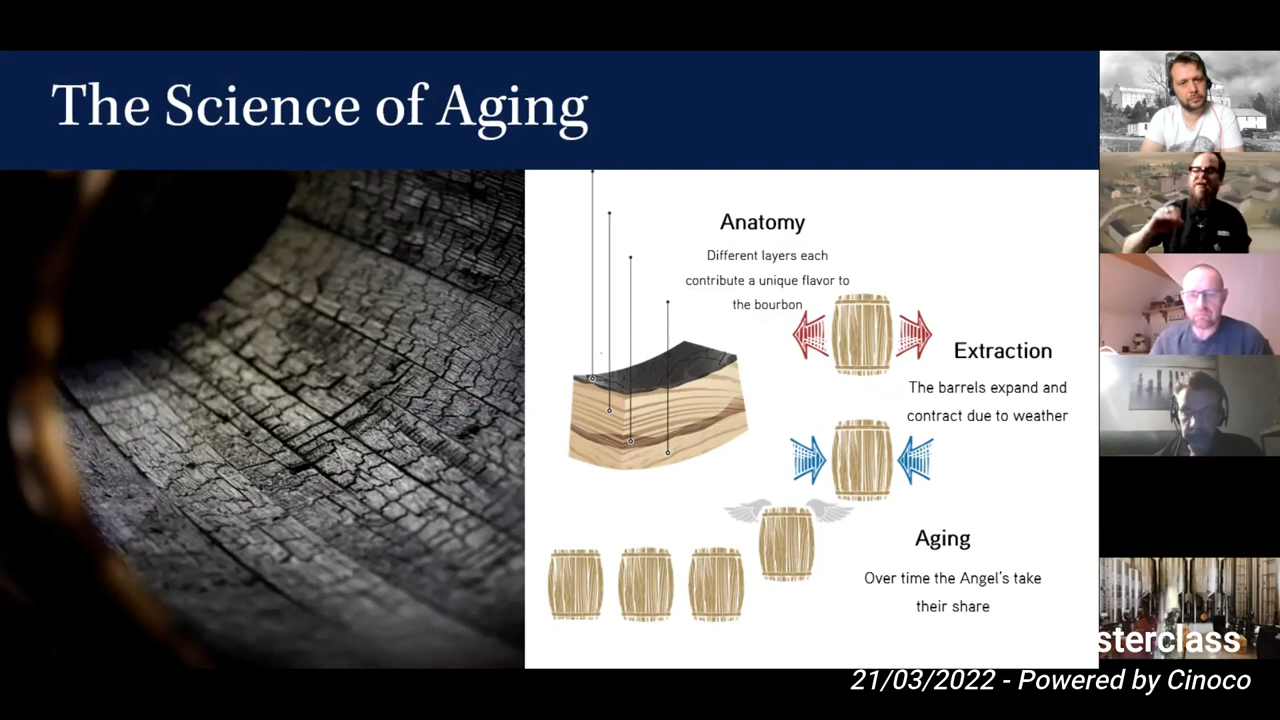 The Science of Aging
Anatomy
Different layers each
contribute a unique flavor to
the bourbon
Extraction
The barrels expand and
contract due to weather
Aging
Over time the Angel's take
their share
sterclass
21/03/2022 - Powered by Cinoco